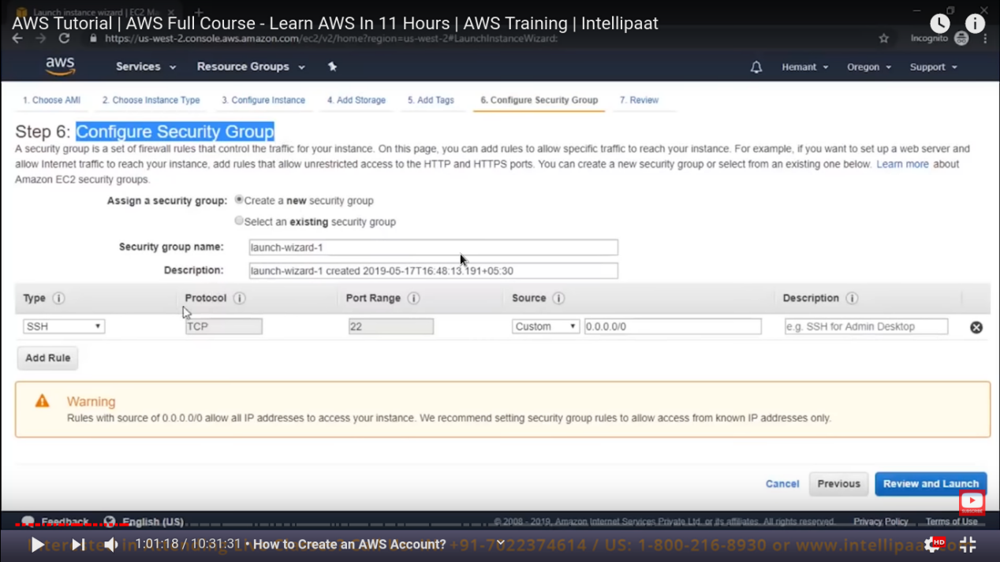 Launch instance wizard | EC2 M
AWS Tutorial | AWS Full Course - Learn AWS In 11 Hours | AWS Training | Intellipaat
https://us-west-2.console.aws.amazon.com/ec2/v2/home?region=us-west-2#LaunchInstanceWizard:
Incognito
aws Services Resource Groups Hemant Oregon Support
1. Choose AMI 2. Choose Instance Type 3. Configure Instance 4. Add Storage 5. Add Tags 6. Configure Security Group 7. Review
Step 6: Configure Security Group
A security group is a set of firewall rules that control the traffic for your instance. On this page, you can add rules to allow specific traffic to reach your instance. For example, if you want to set up a web server and
allow Internet traffic to reach your instance, add rules that allow unrestricted access to the HTTP and HTTPS ports. You can create a new security group or select from an existing one below. Learn more about
Amazon EC2 security groups.
Assign a security group: Create a new security group
Select an existing security group
Security group name: launch-wizard-1
Description: launch-wizard-1 created 2019-05-17T16:48:13.191+05:30
Type Protocol Port Range Source Description
SSH TCP 22 Custom 0.0.0.0/0 e.g. SSH for Admin Desktop
Add Rule
Warning
Rules with source of 0.0.0.0/0 allow all IP addresses to access your instance. We recommend setting security group rules to allow access from known IP addresses only.
Cancel Previous Review and Launch
SUBSCRIBE
Feedback English (US) © 2008 - 2019, Amazon Internet Services Private Ltd. or its affiliates. All rights reserved. Privacy Policy Terms of Use
1:01:18 / 10:31:31 • How to Create an AWS Account? +91-7022374614 / US: 1-800-216-8930 or www.intellipaa
HD